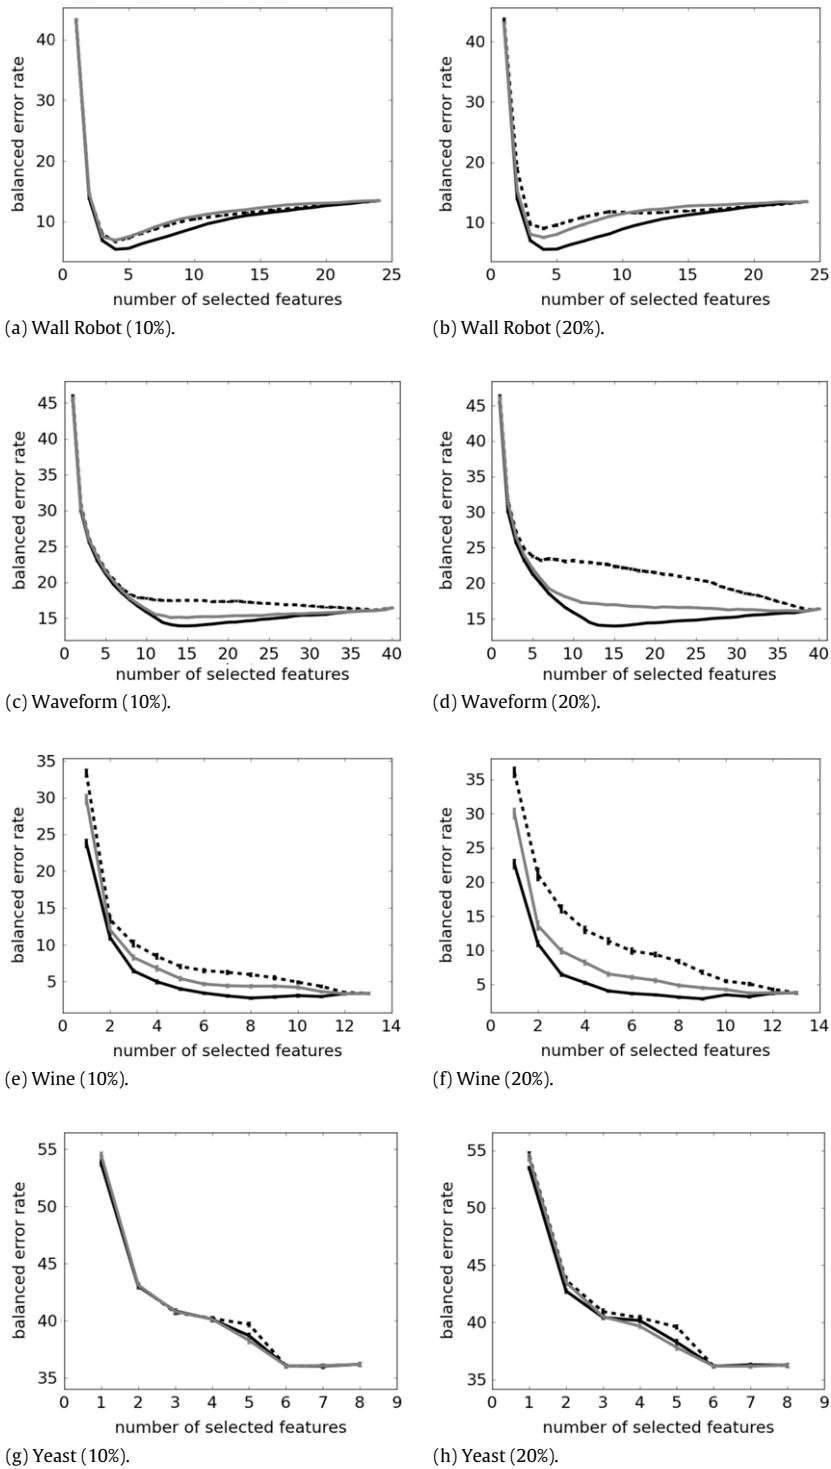 balanced error rate
40
30
20
10
0 5 10 15 20 25
number of selected features
(a) Wall Robot (10%).
balanced error rate
40
30
20
10
0 5 10 15 20 25
number of selected features
(b) Wall Robot (20%).
balanced error rate
45
40
35
30
25
20
15
0 5 10 15 20 25 30 35 40
number of selected features
(c) Waveform (10%).
balanced error rate
45
40
35
30
25
20
15
0 5 10 15 20 25 30 35 40
number of selected features
(d) Waveform (20%).
balanced error rate
35
30
25
20
15
10
5
0 2 4 6 8 10 12 14
number of selected features
(e) Wine (10%).
balanced error rate
35
30
25
20
15
10
5
0 2 4 6 8 10 12 14
number of selected features
(f) Wine (20%).
balanced error rate
55
50
45
40
35
0 1 2 3 4 5 6 7 8 9
number of selected features
(g) Yeast (10%).
balanced error rate
55
50
45
40
35
0 1 2 3 4 5 6 7 8 9
number of selected features
(h) Yeast (20%).